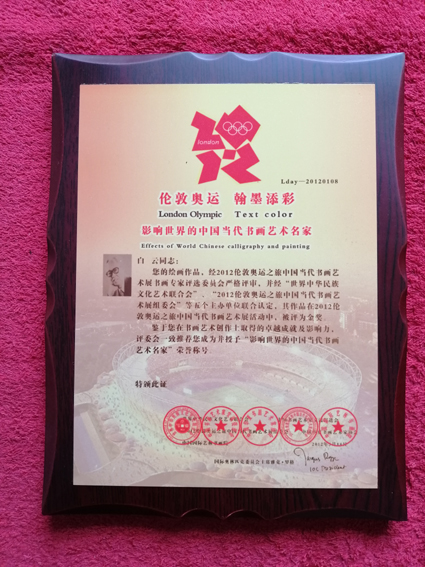 london
Lday—20120108
伦敦奥运 翰墨添彩
London Olympic Text color
影响世界的中国当代书画艺术名家
Effects of World Chinese calligraphy and painting
白 云同志：
您的绘画作品，经2012伦敦奥运之旅中国当代书画艺
术展书画专家评选委员会严格评审，并经“世界中华民族
文化艺术联合会”、“2012伦敦奥运之旅中国当代书画艺术
展组委会”等五个主办单位联合认定，其作品在2012伦
敦奥运之旅中国当代书画艺术展活动中，被评为金奖。
鉴于您在书画艺术创作上取得的卓越成就及影响力，
评委会一致推荐您成为并授予“影响世界的中国当代书画
艺术名家”荣誉称号
特颁此证